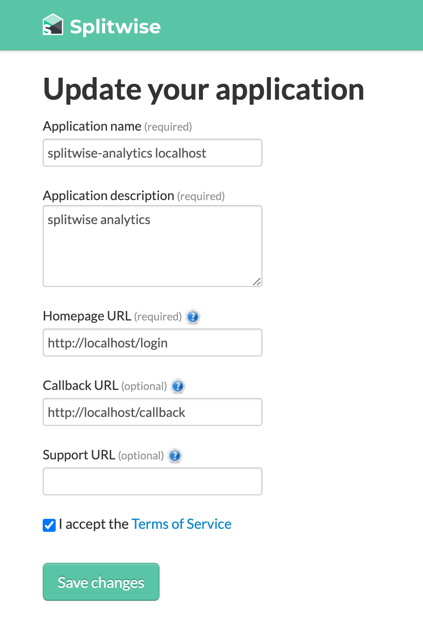 Splitwise
Update your application
Application name (required)
splitwise-analytics localhost
Application description (required)
splitwise analytics
Homepage URL (required) ?
http://localhost/login
Callback URL (optional) ?
http://localhost/callback
Support URL (optional) ?
I accept the Terms of Service
Save changes